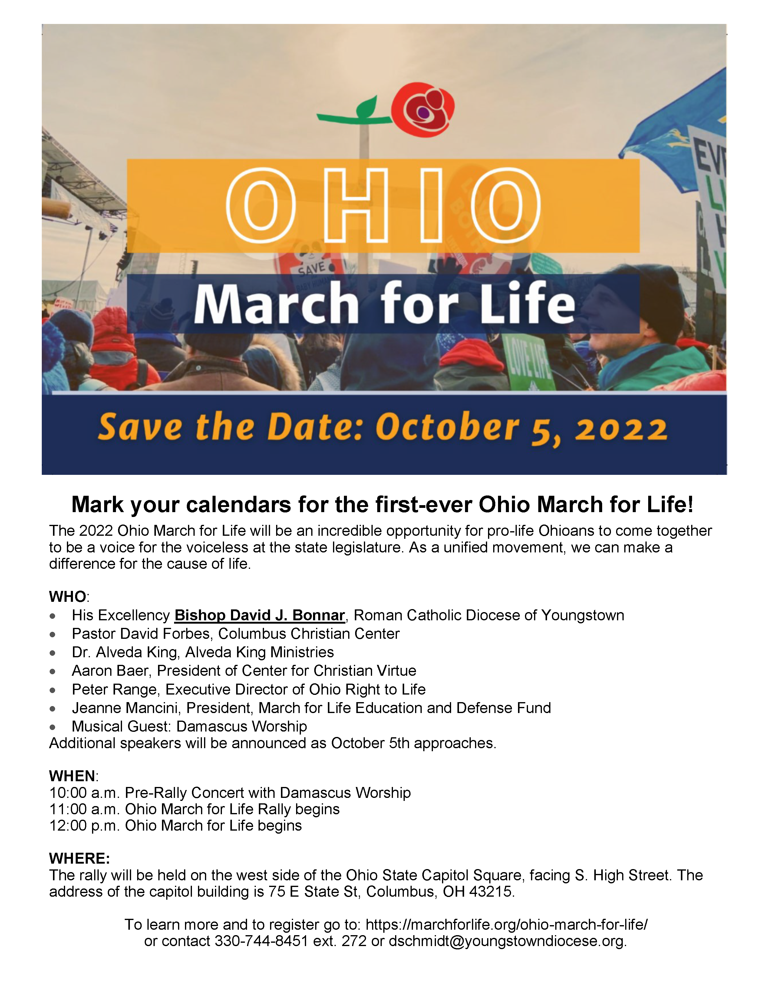 EV
LI
H
OHIO
LOVE
BOTH
SAVE
BABY HUMANS
March for Life
LOVE LIFE
Save the Date: October 5, 2022
Mark your calendars for the first-ever Ohio March for Life!
The 2022 Ohio March for Life will be an incredible opportunity for pro-life Ohioans to come together
to be a voice for the voiceless at the state legislature. As a unified movement, we can make a
difference for the cause of life.
WHO:
• His Excellency Bishop David J. Bonnar, Roman Catholic Diocese of Youngstown
• Pastor David Forbes, Columbus Christian Center
• Dr. Alveda King, Alveda King Ministries
• Aaron Baer, President of Center for Christian Virtue
• Peter Range, Executive Director of Ohio Right to Life
• Jeanne Mancini, President, March for Life Education and Defense Fund
• Musical Guest: Damascus Worship
Additional speakers will be announced as October 5th approaches.
WHEN:
10:00 a.m. Pre-Rally Concert with Damascus Worship
11:00 a.m. Ohio March for Life Rally begins
12:00 p.m. Ohio March for Life begins
WHERE:
The rally will be held on the west side of the Ohio State Capitol Square, facing S. High Street. The
address of the capitol building is 75 E State St, Columbus, OH 43215.
To learn more and to register go to: https://marchforlife.org/ohio-march-for-life/
or contact 330-744-8451 ext. 272 or dschmidt@youngstowndiocese.org.